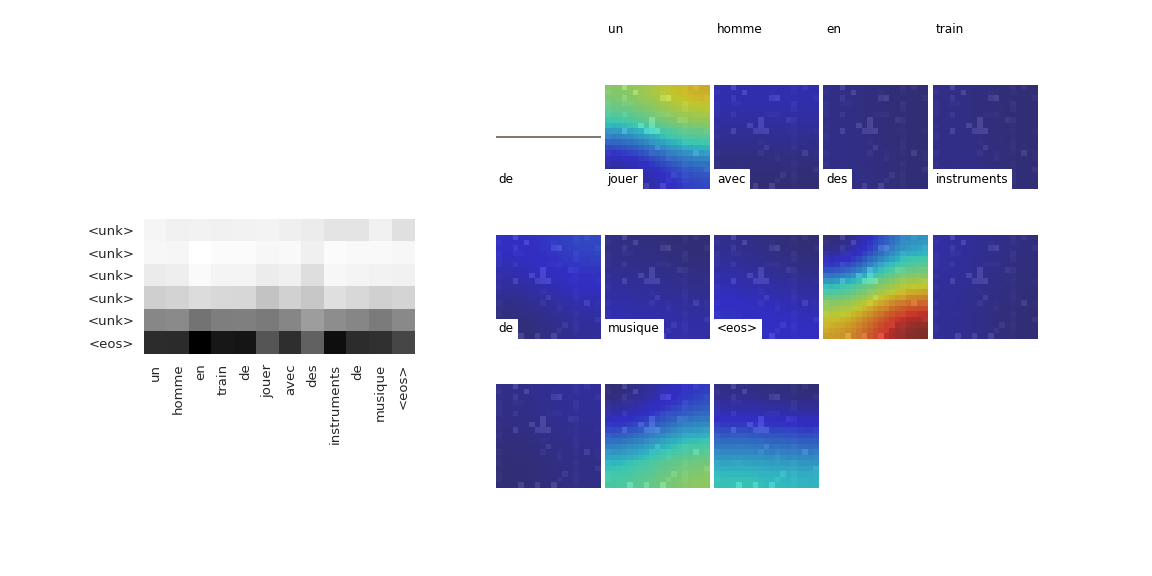 un homme en train
de jouer avec des instruments
de musique <eos>
<unk>
<unk>
<unk>
<unk>
<unk>
<eos>
un homme en train de jouer avec des instruments de musique <eos>